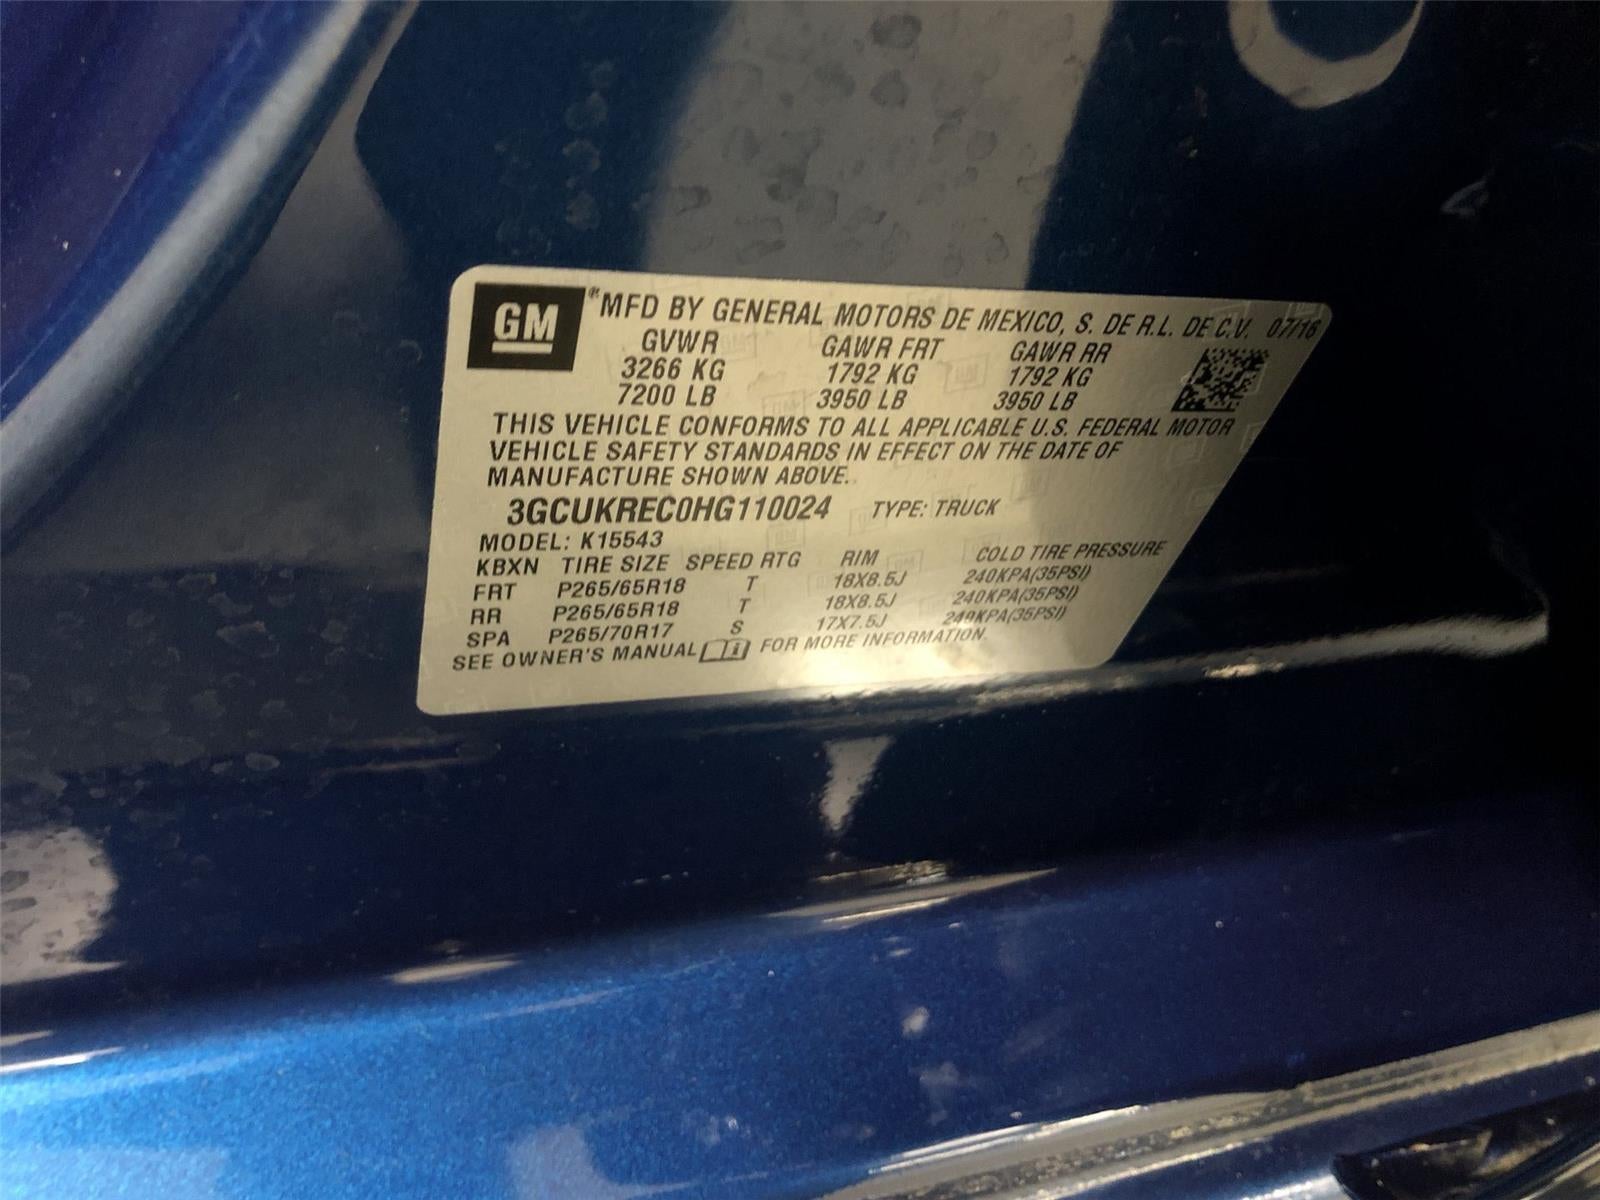 GM ® MFD BY GENERAL MOTORS DE MEXICO, S. DE R.L. DE C.V. 07/16
GVWR GAWR FRT GAWR RR
3266 KG 1792 KG 1792 KG
7200 LB 3950 LB 3950 LB
THIS VEHICLE CONFORMS TO ALL APPLICABLE U.S. FEDERAL MOTOR
VEHICLE SAFETY STANDARDS IN EFFECT ON THE DATE OF
MANUFACTURE SHOWN ABOVE.
3GCUKREC0HG110024 TYPE: TRUCK
MODEL: K15543
KBXN TIRE SIZE SPEED RTG RIM COLD TIRE PRESSURE
FRT P265/65R18 T 18X8.5J 240KPA(35PSI)
RR P265/65R18 T 18X8.5J 240KPA(35PSI)
SPA P265/70R17 S 17X7.5J 240KPA(35PSI)
SEE OWNER'S MANUAL i FOR MORE INFORMATION.